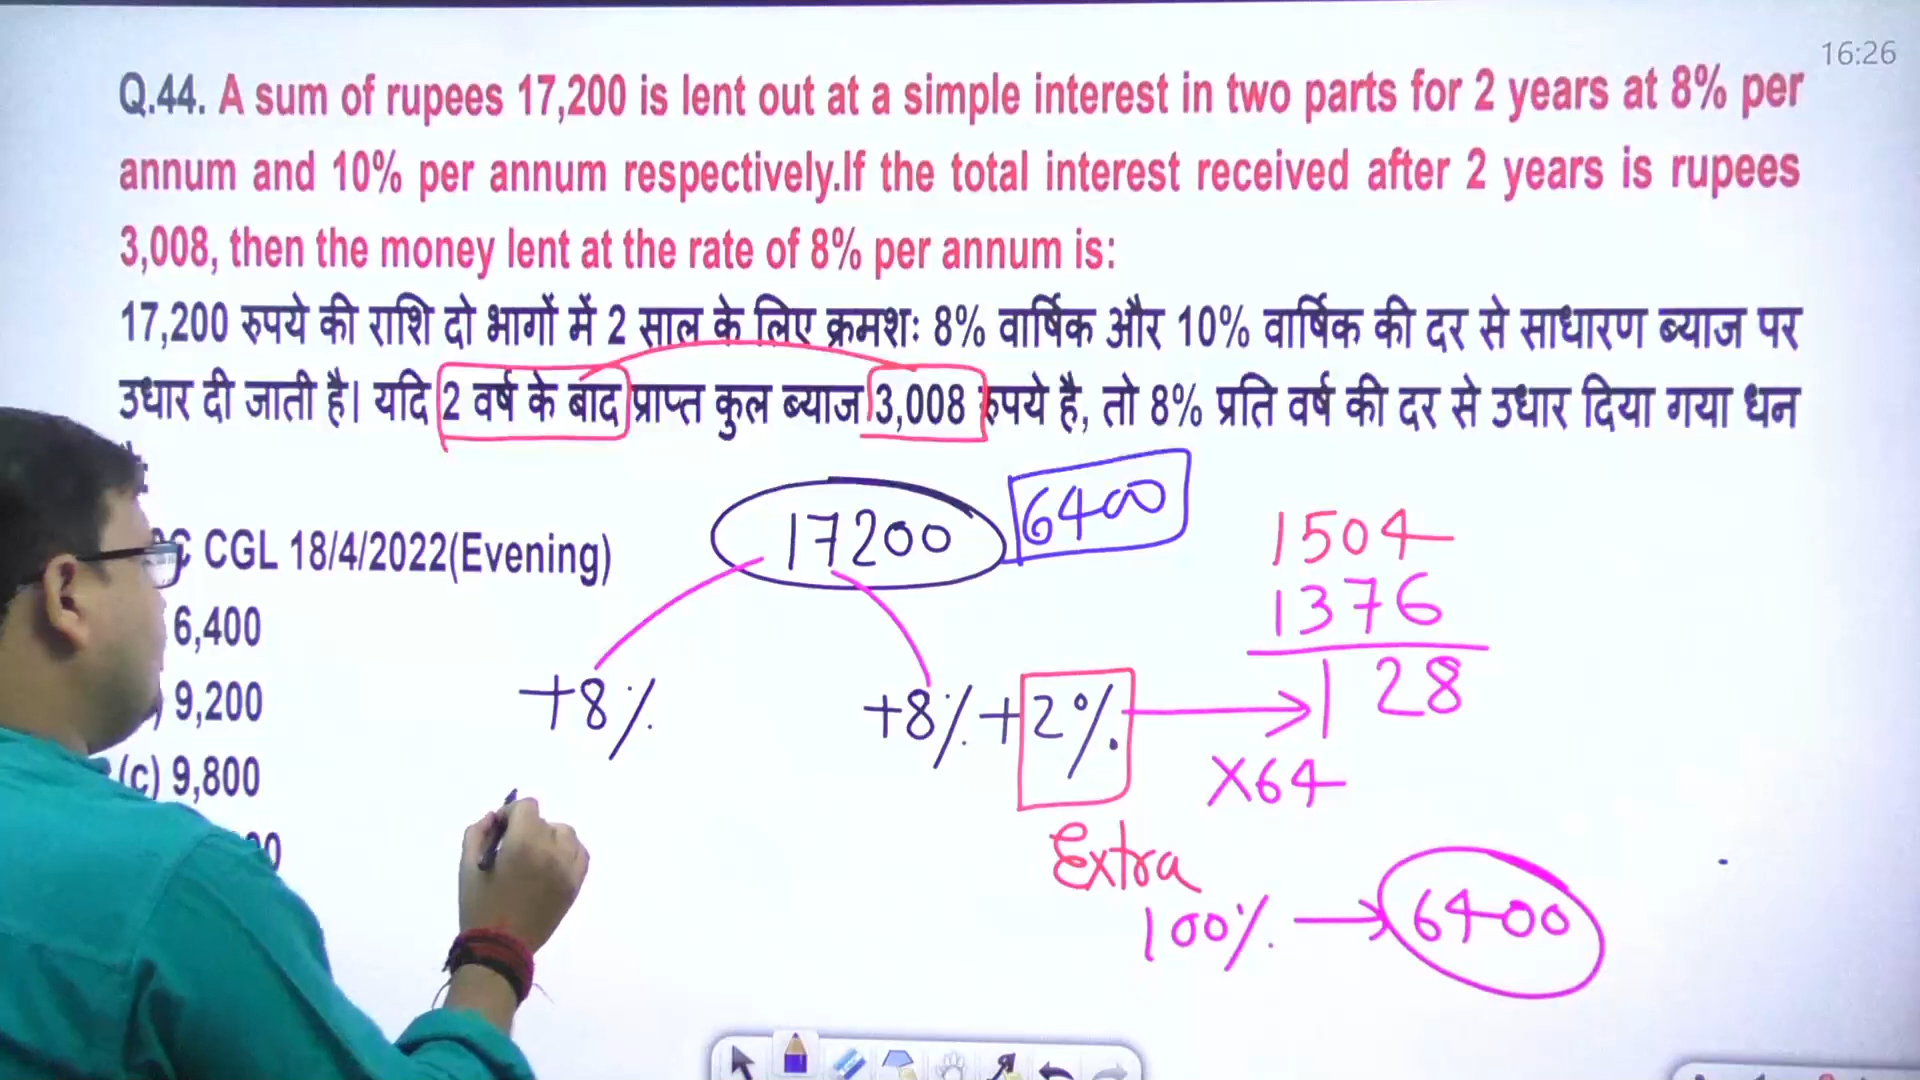 16:26
Q.44. A sum of rupees 17,200 is lent out at a simple interest in two parts for 2 years at 8% per
annum and 10% per annum respectively.If the total interest received after 2 years is rupees
3,008, then the money lent at the rate of 8% per annum is:
17,200 रुपये की राशि दो भागों में 2 साल के लिए क्रमशः 8% वार्षिक और 10% वार्षिक की दर से साधारण ब्याज पर
उधार दी जाती है। यदि 2 वर्ष के बाद प्राप्त कुल ब्याज 3,008 रुपये है, तो 8% प्रति वर्ष की दर से उधार दिया गया धन
CGL 18/4/2022(Evening)
6,400
9,200
(c) 9,800
17200
6400
+8%
+8%+2%
1504
1376
128
×64
Extra
100% → 6400